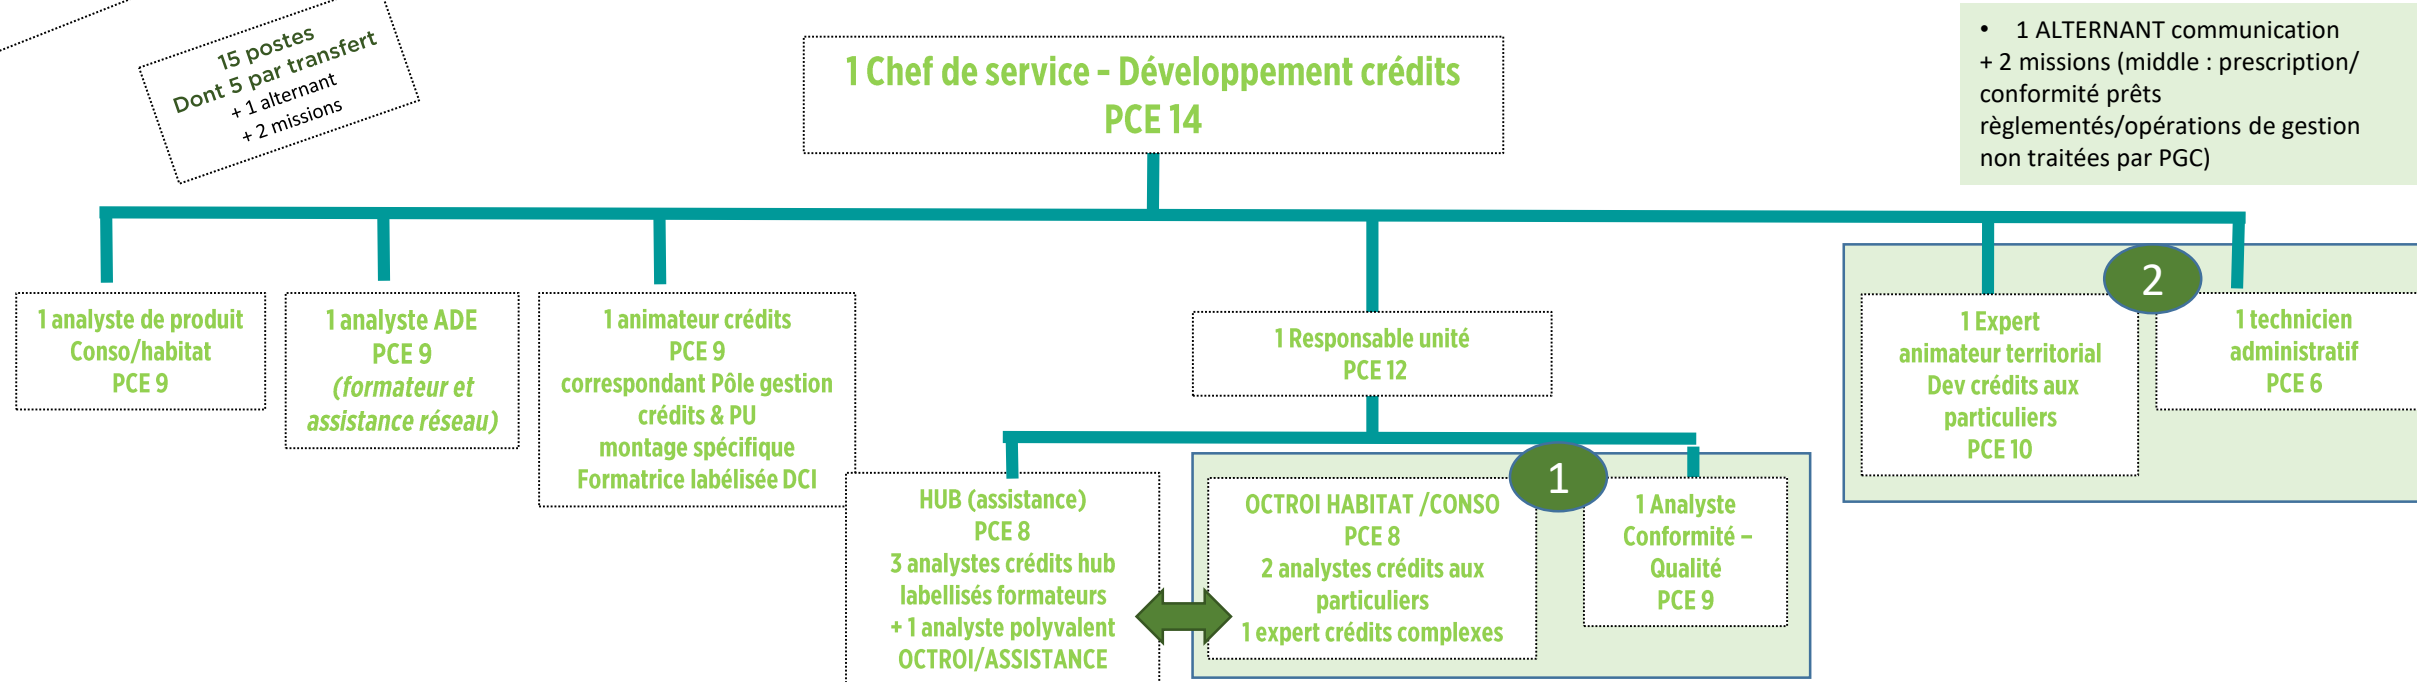 15 postes
Dont 5 par transfert
+ 1 alternant
+ 2 missions
1 Chef de service - Développement crédits
PCE 14
• 1 ALTERNANT communication
+ 2 missions (middle : prescription/
conformité prêts
règlementés/opérations de gestion
non traitées par PGC)
1 analyste de produit
Conso/habitat
PCE 9
1 analyste ADE
PCE 9
(formateur et
assistance réseau)
1 animateur crédits
PCE 9
correspondant Pôle gestion
crédits & PU
montage spécifique
Formatrice labélisée DCI
1 Responsable unité
PCE 12
2
1 Expert
animateur territorial
Dev crédits aux
particuliers
PCE 10
1 technicien
administratif
PCE 6
HUB (assistance)
PCE 8
3 analystes crédits hub
labellisés formateurs
+ 1 analyste polyvalent
OCTROI/ASSISTANCE
1
OCTROI HABITAT /CONSO
PCE 8
2 analystes crédits aux
particuliers
1 expert crédits complexes
1 Analyste
Conformité –
Qualité
PCE 9